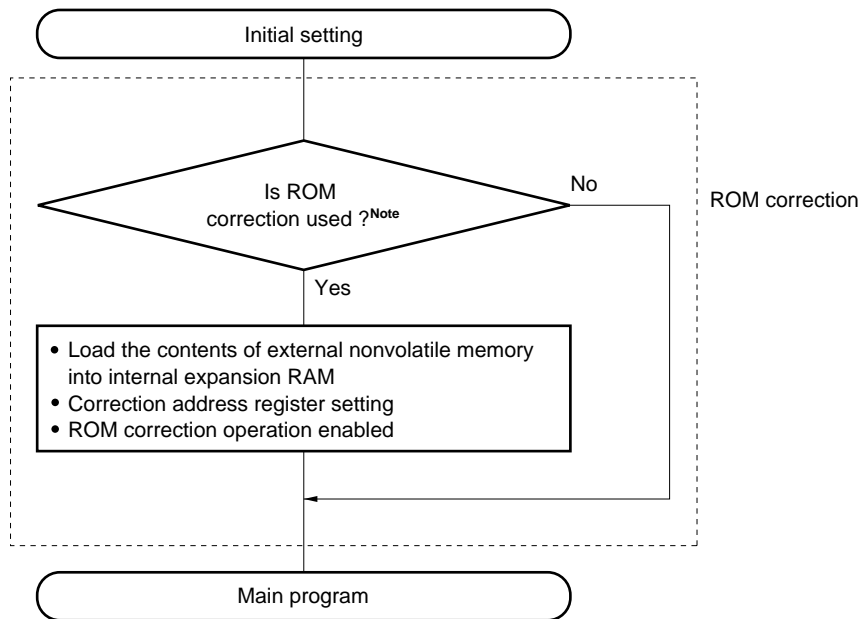 Initial setting
Is ROM
correction used ?Note
No
ROM correction
Yes
• Load the contents of external nonvolatile memory
into internal expansion RAM
• Correction address register setting
• ROM correction operation enabled
Main program